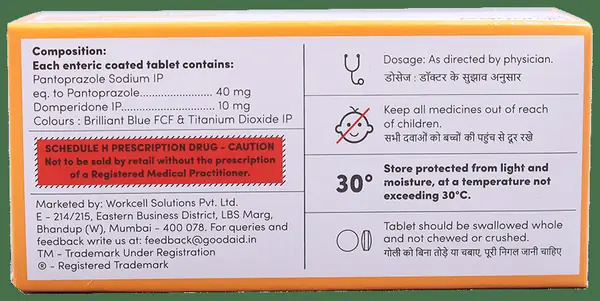 Composition:
Each enteric coated tablet contains:
Pantoprazole Sodium IP
eq. to Pantoprazole.................... 40 mg
Domperidone IP........................ 10 mg
Colours : Brilliant Blue FCF & Titanium Dioxide IP
SCHEDULE H PRESCRIPTION DRUG - CAUTION
Not to be sold by retail without the prescription
of a Registered Medical Practitioner.
Marketed by: Workcell Solutions Pvt. Ltd.
E - 214/215, Eastern Business District, LBS Marg,
Bhandup (W), Mumbai - 400 078. For queries and
feedback write us at: feedback@goodaid.in
TM - Trademark Under Registration
® - Registered Trademark
Dosage: As directed by physician.
डोसेज : डॉक्टर के सुझाव अनुसार
Keep all medicines out of reach
of children.
सभी दवाओं को बच्चों की पहुंच से दूर रखे
30°
Store protected from light and
moisture, at a temperature not
exceeding 30°C.
Tablet should be swallowed whole
and not chewed or crushed.
गोली को बिना तोड़े या चबाए, पूरी निगल जानी चाहिए